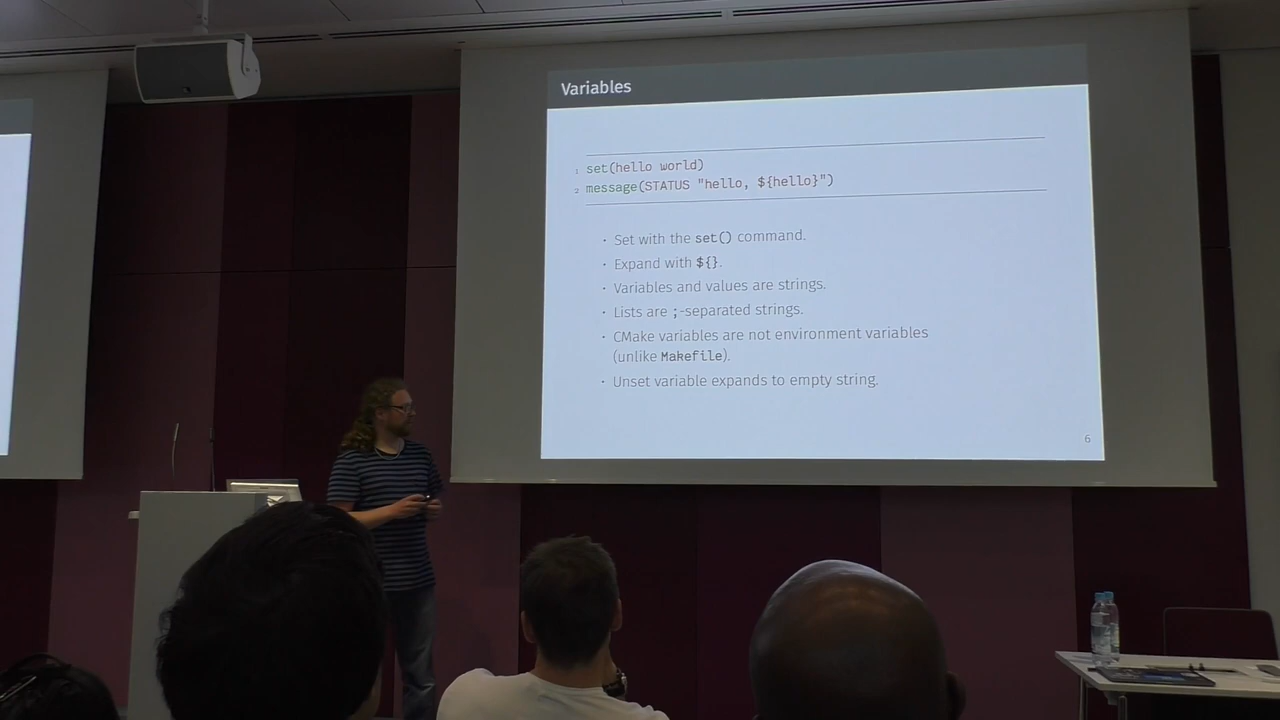 Variables
1 set(hello world)
2 message(STATUS "hello, ${hello}")
• Set with the set() command.
• Expand with ${}.
• Variables and values are strings.
• Lists are ;-separated strings.
• CMake variables are not environment variables
(unlike Makefile).
• Unset variable expands to empty string.
6